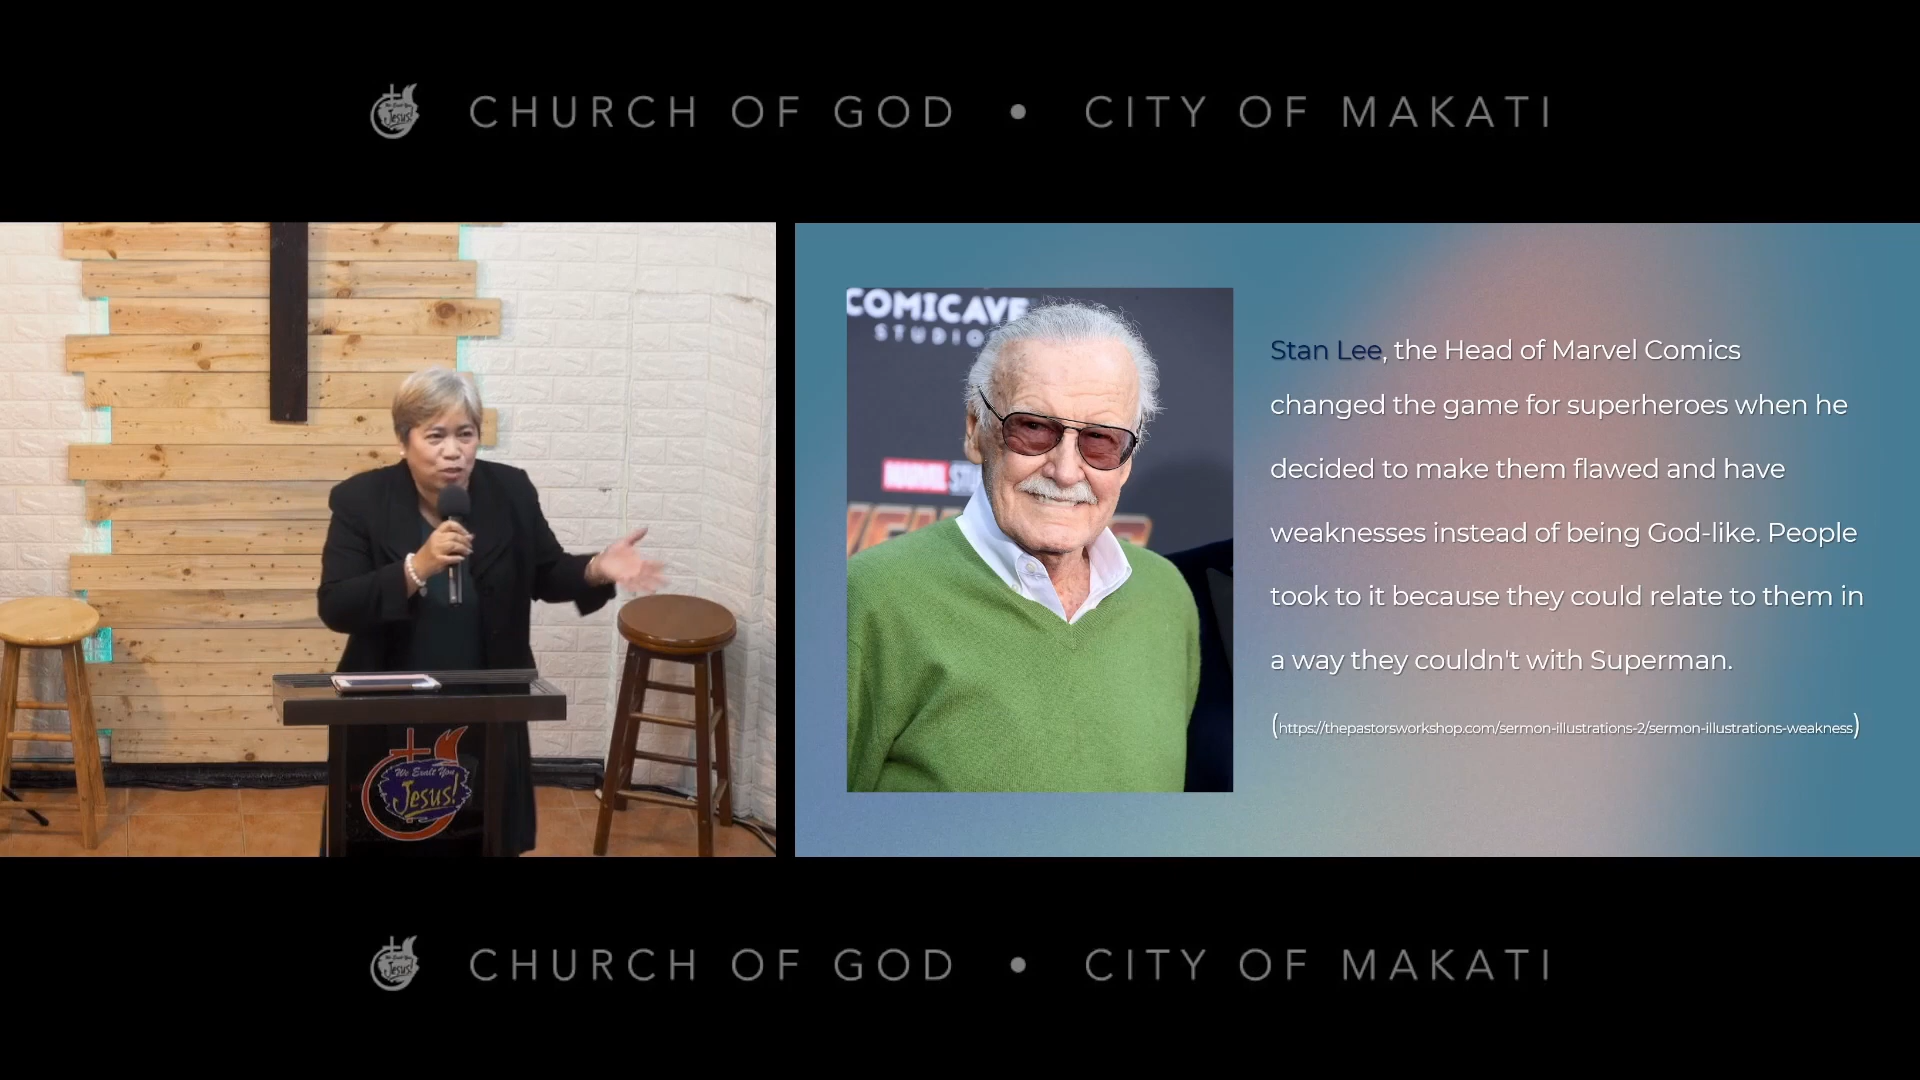 CHURCH OF GOD • CITY OF MAKATI
We Exalt You
Jesus!
COMICAVE
STUDIO
MARVEL STU
Stan Lee, the Head of Marvel Comics
changed the game for superheroes when he
decided to make them flawed and have
weaknesses instead of being God-like. People
took to it because they could relate to them in
a way they couldn't with Superman.
(https://thepastorsworkshop.com/sermon-illustrations-2/sermon-illustrations-weakness)
CHURCH OF GOD • CITY OF MAKATI